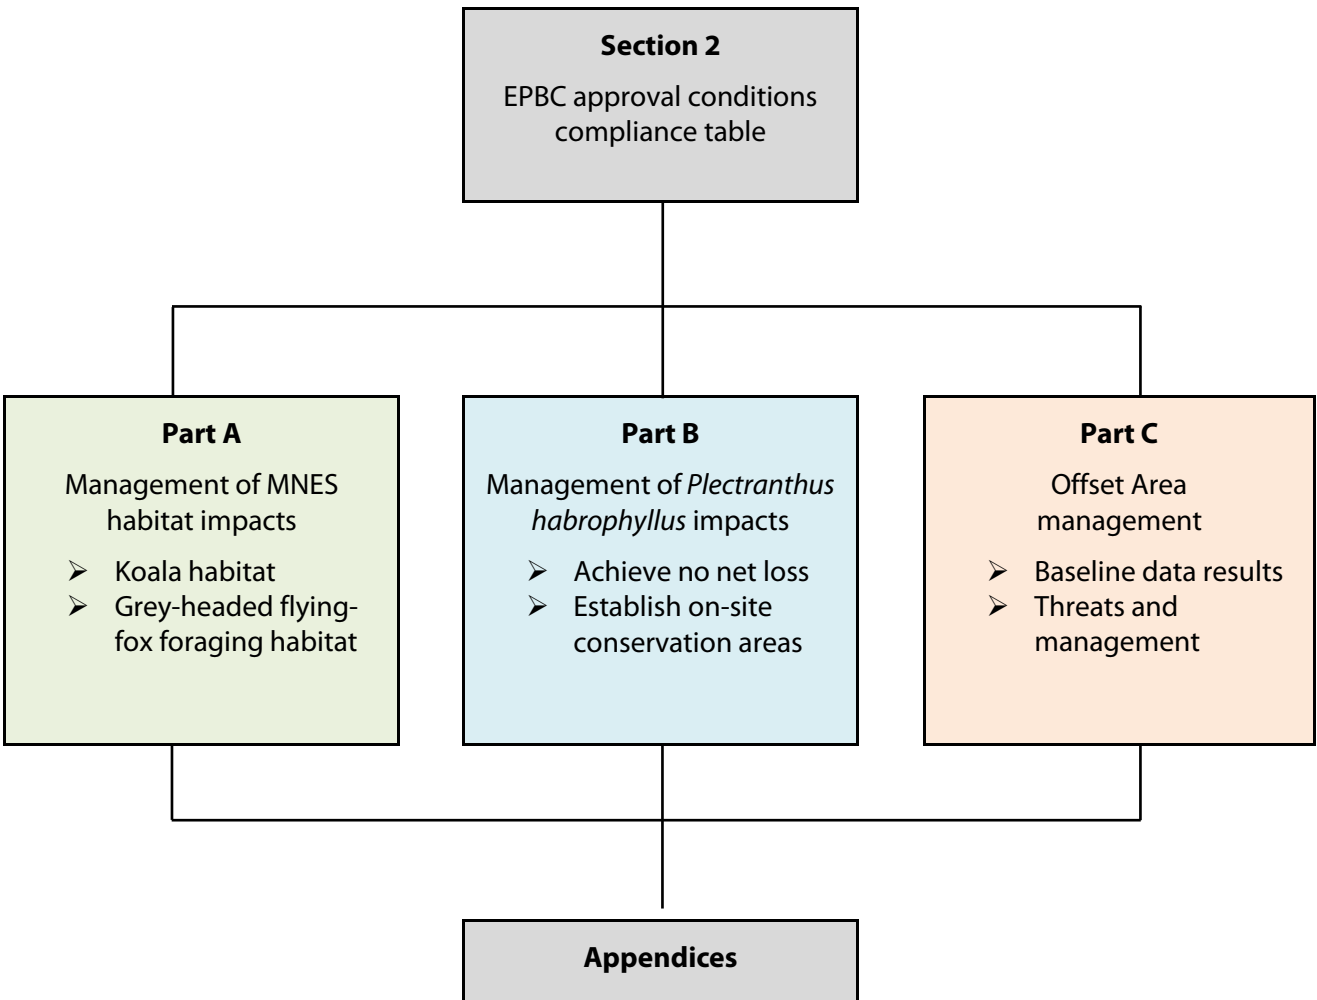 Section 2
EPBC approval conditions
compliance table
Part A
Management of MNES
habitat impacts
➢ Koala habitat
➢ Grey-headed flying-
fox foraging habitat
Part B
Management of Plectranthus
habrophyllus impacts
➢ Achieve no net loss
➢ Establish on-site
conservation areas
Part C
Offset Area
management
➢ Baseline data results
➢ Threats and
management
Appendices